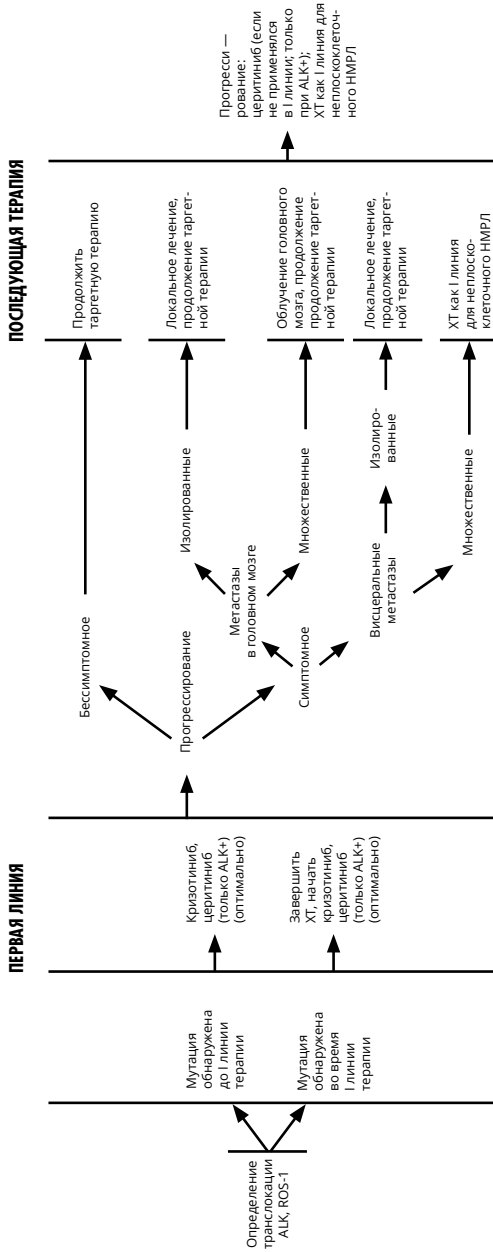 ПЕРВАЯ ЛИНИЯ
ПОСЛЕДУЮЩАЯ ТЕРАПИЯ
Определение
транслокации
ALK, ROS-1
Мутация
обнаружена
до I линии
терапии
Мутация
обнаружена
во время
I линии
терапии
Кризотиниб,
церитиниб
(только ALK+)
(оптимально)
Завершить
ХТ, начать
кризотиниб,
церитиниб
(только ALK+)
(оптимально)
Прогрессирование
Бессимптомное
Симптомное
Метастазы
в головном мозге
Висцеральные
метастазы
Изолированные
Множественные
Изолиро-
ванные
Множественные
Продолжить
таргетную терапию
Локальное лечение,
продолжение таргет-
ной терапии
Облучение головного
мозга, продолжение
продолжение таргет-
ной терапии
Локальное лечение,
продолжение таргет-
ной терапии
ХТ как I линия
для неплоско-
клеточного НМРЛ
Прогресси —
рование:
церитиниб (если
не применялся
в I линии; только
при ALK+);
ХТ как I линия для
неплоскоклеточ-
ного НМРЛ